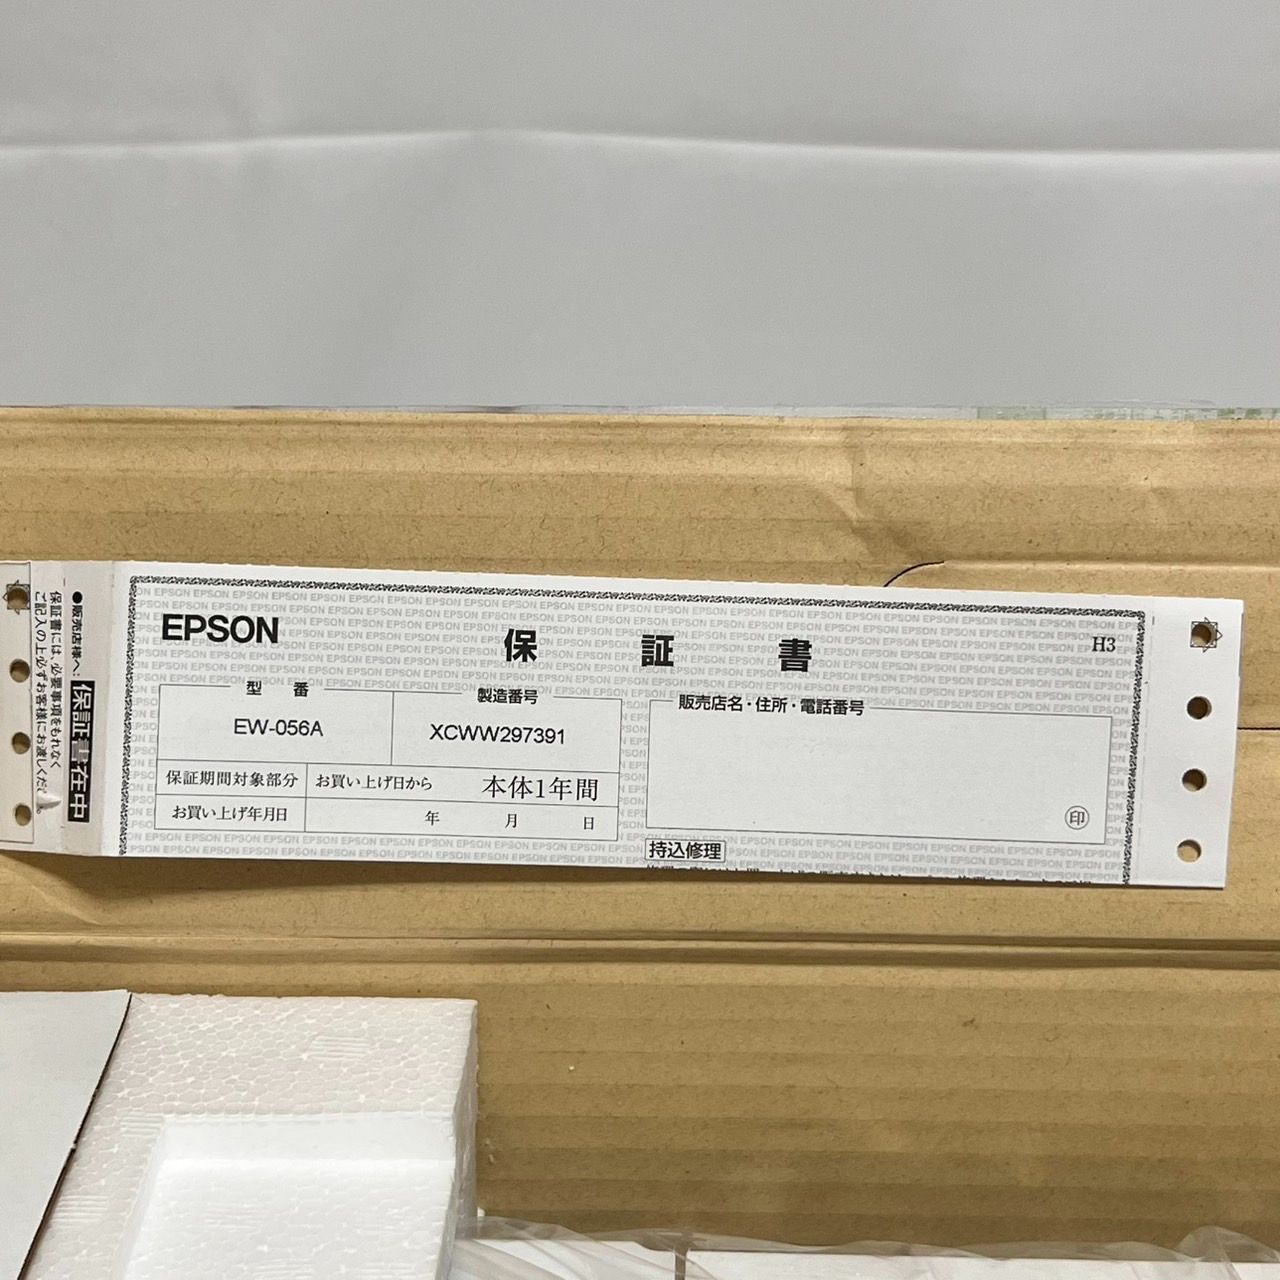 ●販売店様へ:
保証書には、必要事項をもれなく
ご記入の上必ずお客様にお渡しください。
保証書在中
EPSON
保証書
H3
型番
EW-056A
製造番号
XCWW297391
保証期間対象部分
お買い上げ日から 本体1年間
お買い上げ年月日
年 月 日
販売店名・住所・電話番号
印
持込修理